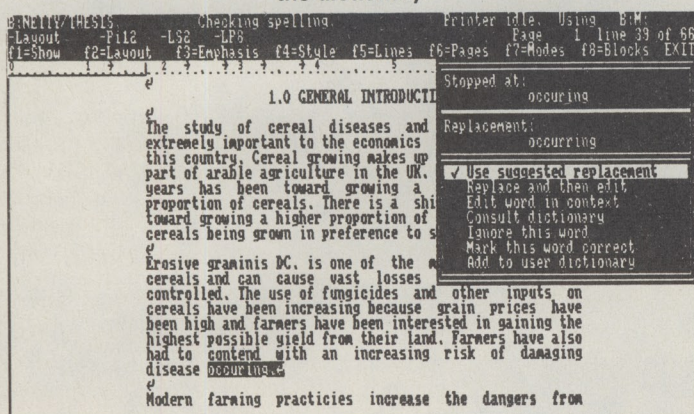 B:NETTY/THESIS. Checking spelling. Printer idle. Using B:M:
-Layout -Pi12 -LS2 -LP8 Page 1 line 39 of 66
f1=Show f2=Layout f3=Emphasis f4=Style f5=Lines f6=Pages f7=Modes f8=Blocks EXIT
0 1 2 3 4 5
Stopped at:
occuring
Replacement:
occurring
✓ Use suggested replacement
Replace and then edit
Edit word in context
Consult dictionary
Ignore this word
Mark this word correct
Add to user dictionary
1.0 GENERAL INTRODUCTI
The study of cereal diseases and
extremely important to the economics
this country. Cereal growing makes up
part of arable agriculture in the UK.
years has been toward growing a
proportion of cereals. There is a shi
toward growing a higher proportion of
cereals being grown in preference to s
Erosive graminis DC. is one of the m
cereals and can cause vast losses
controlled. The use of fungicides and other inputs on
cereals have been increasing because grain prices have
been high and farmers have been interested in gaining the
highest possible yield from their land. Farmers have also
had to contend with an increasing risk of damaging
disease occuring.
Modern farming practicies increase the dangers from